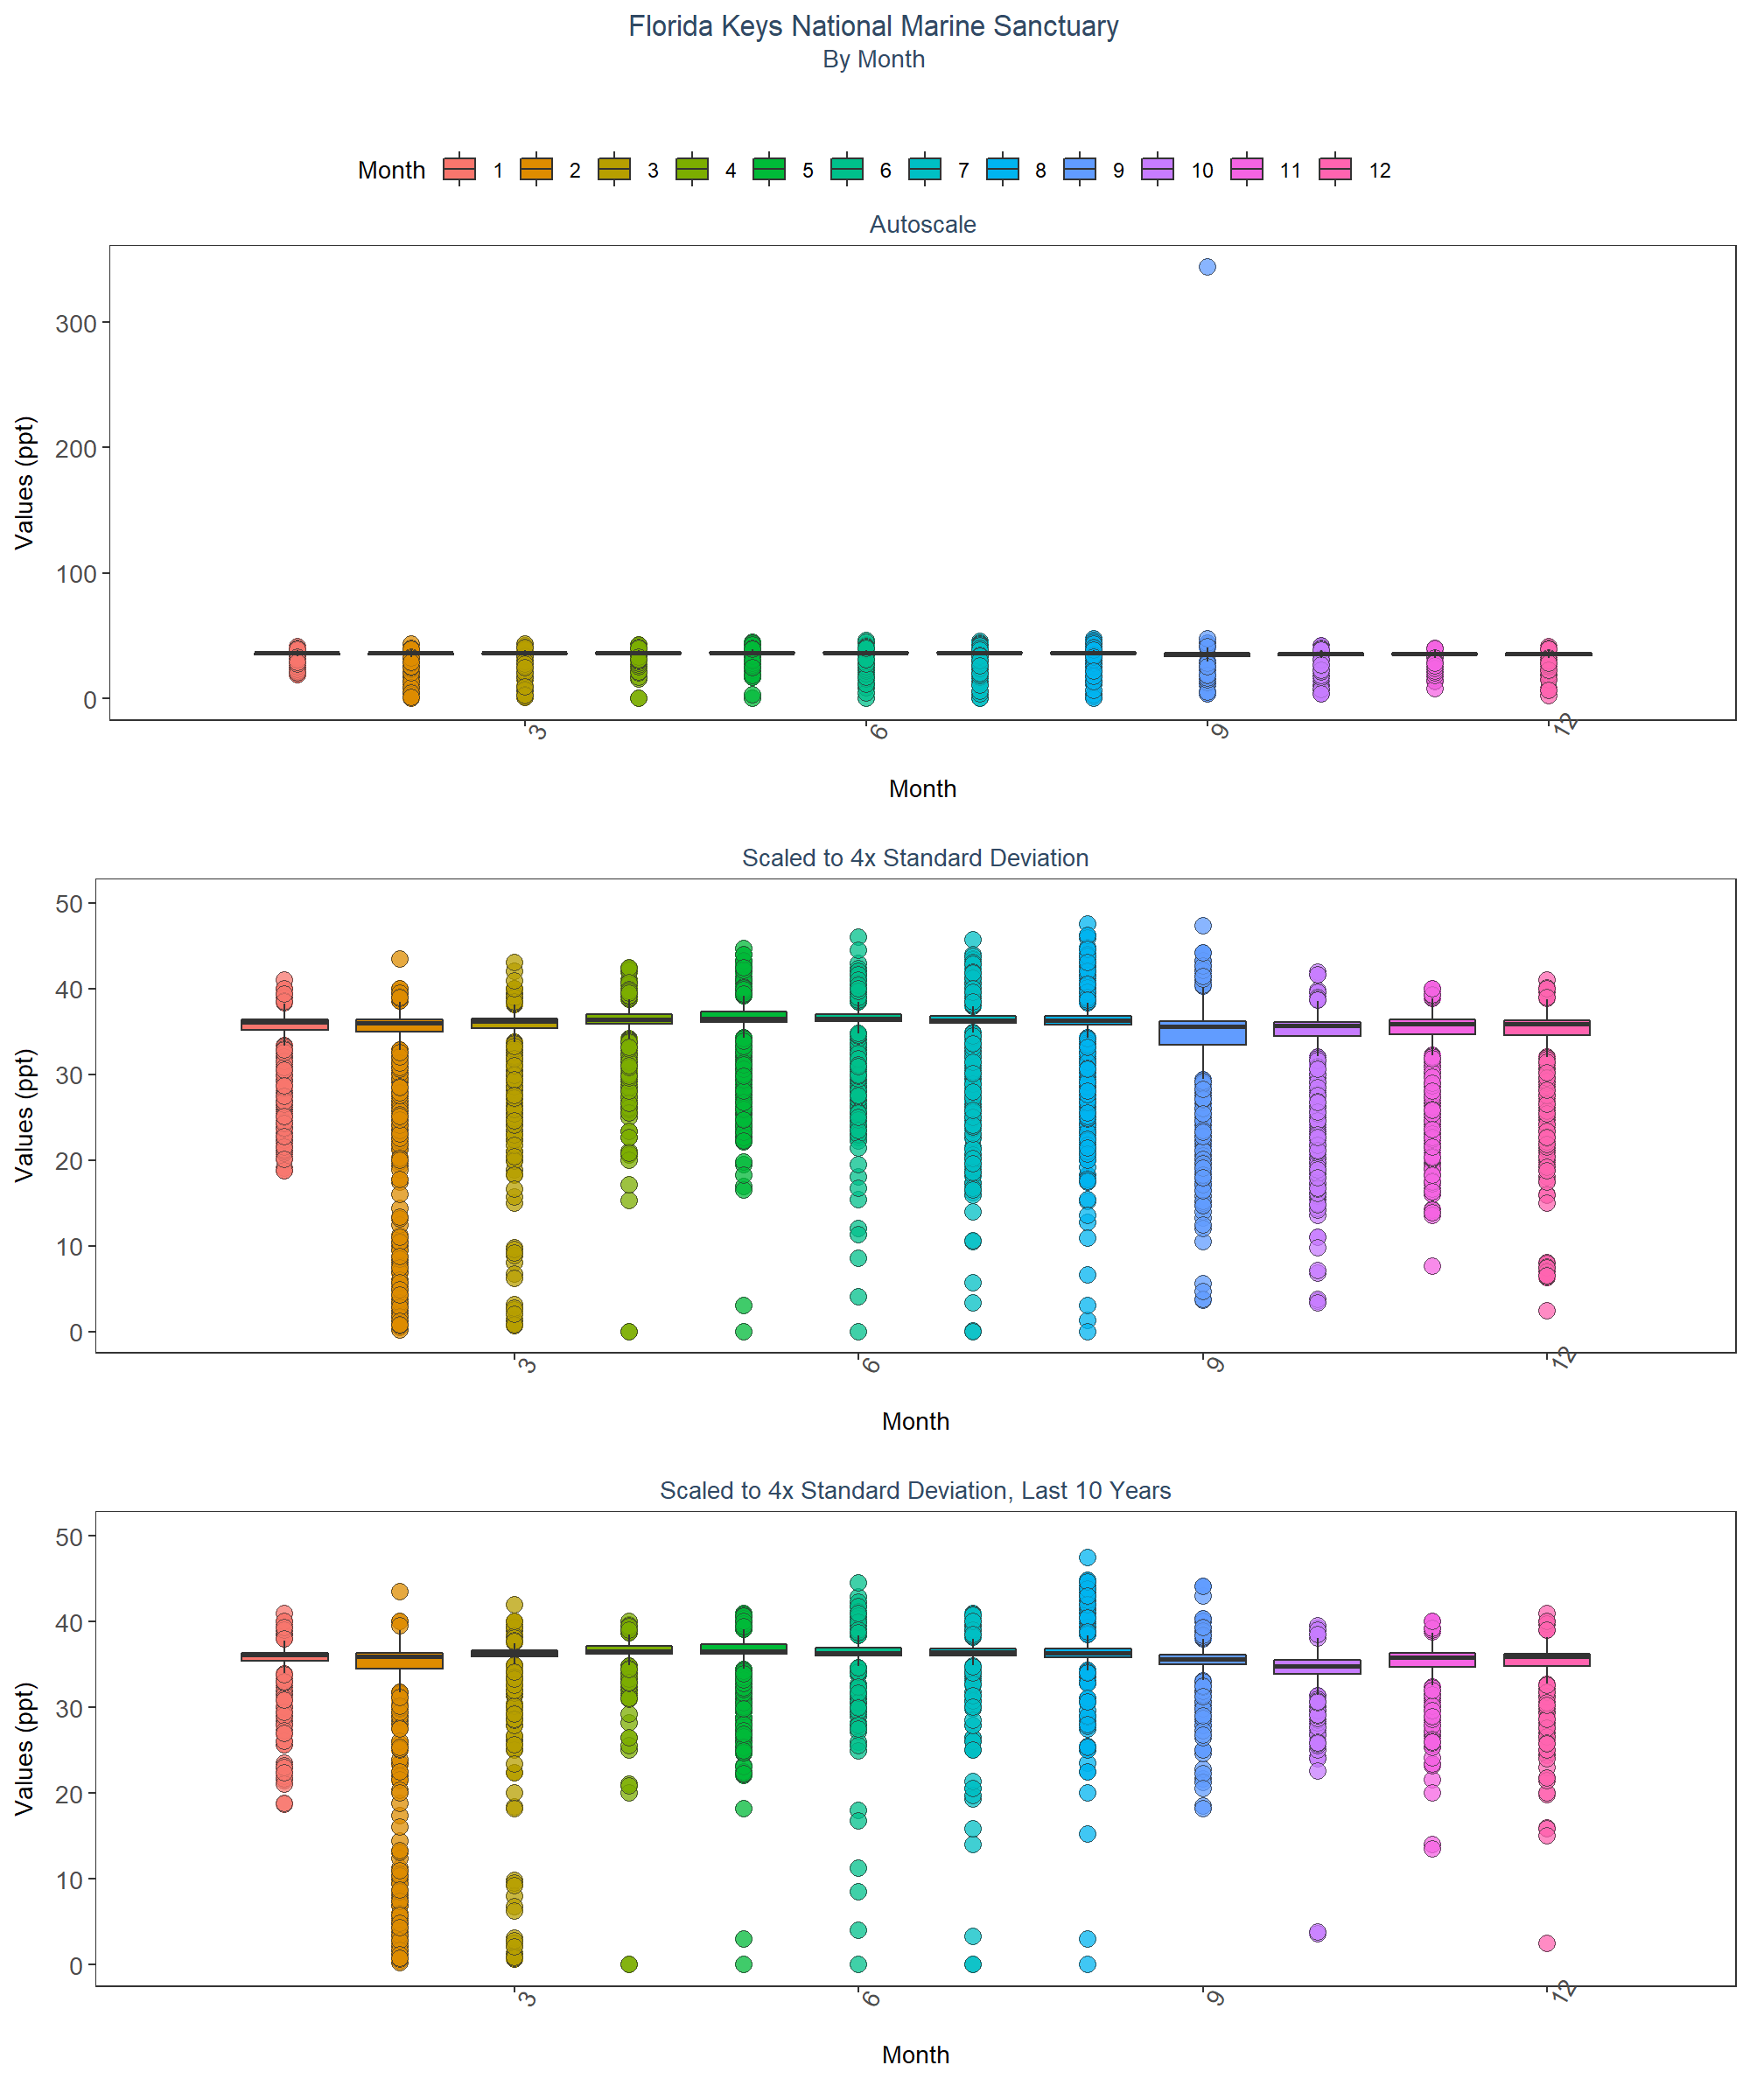 Florida Keys National Marine Sanctuary
By Month
Month 1 2 3 4 5 6 7 8 9 10 11 12
Autoscale
Values (ppt)
300
200
100
0
3 6 9 12
Month
Scaled to 4x Standard Deviation
Values (ppt)
50
40
30
20
10
0
3 6 9 12
Month
Scaled to 4x Standard Deviation, Last 10 Years
Values (ppt)
50
40
30
20
10
0
3 6 9 12
Month